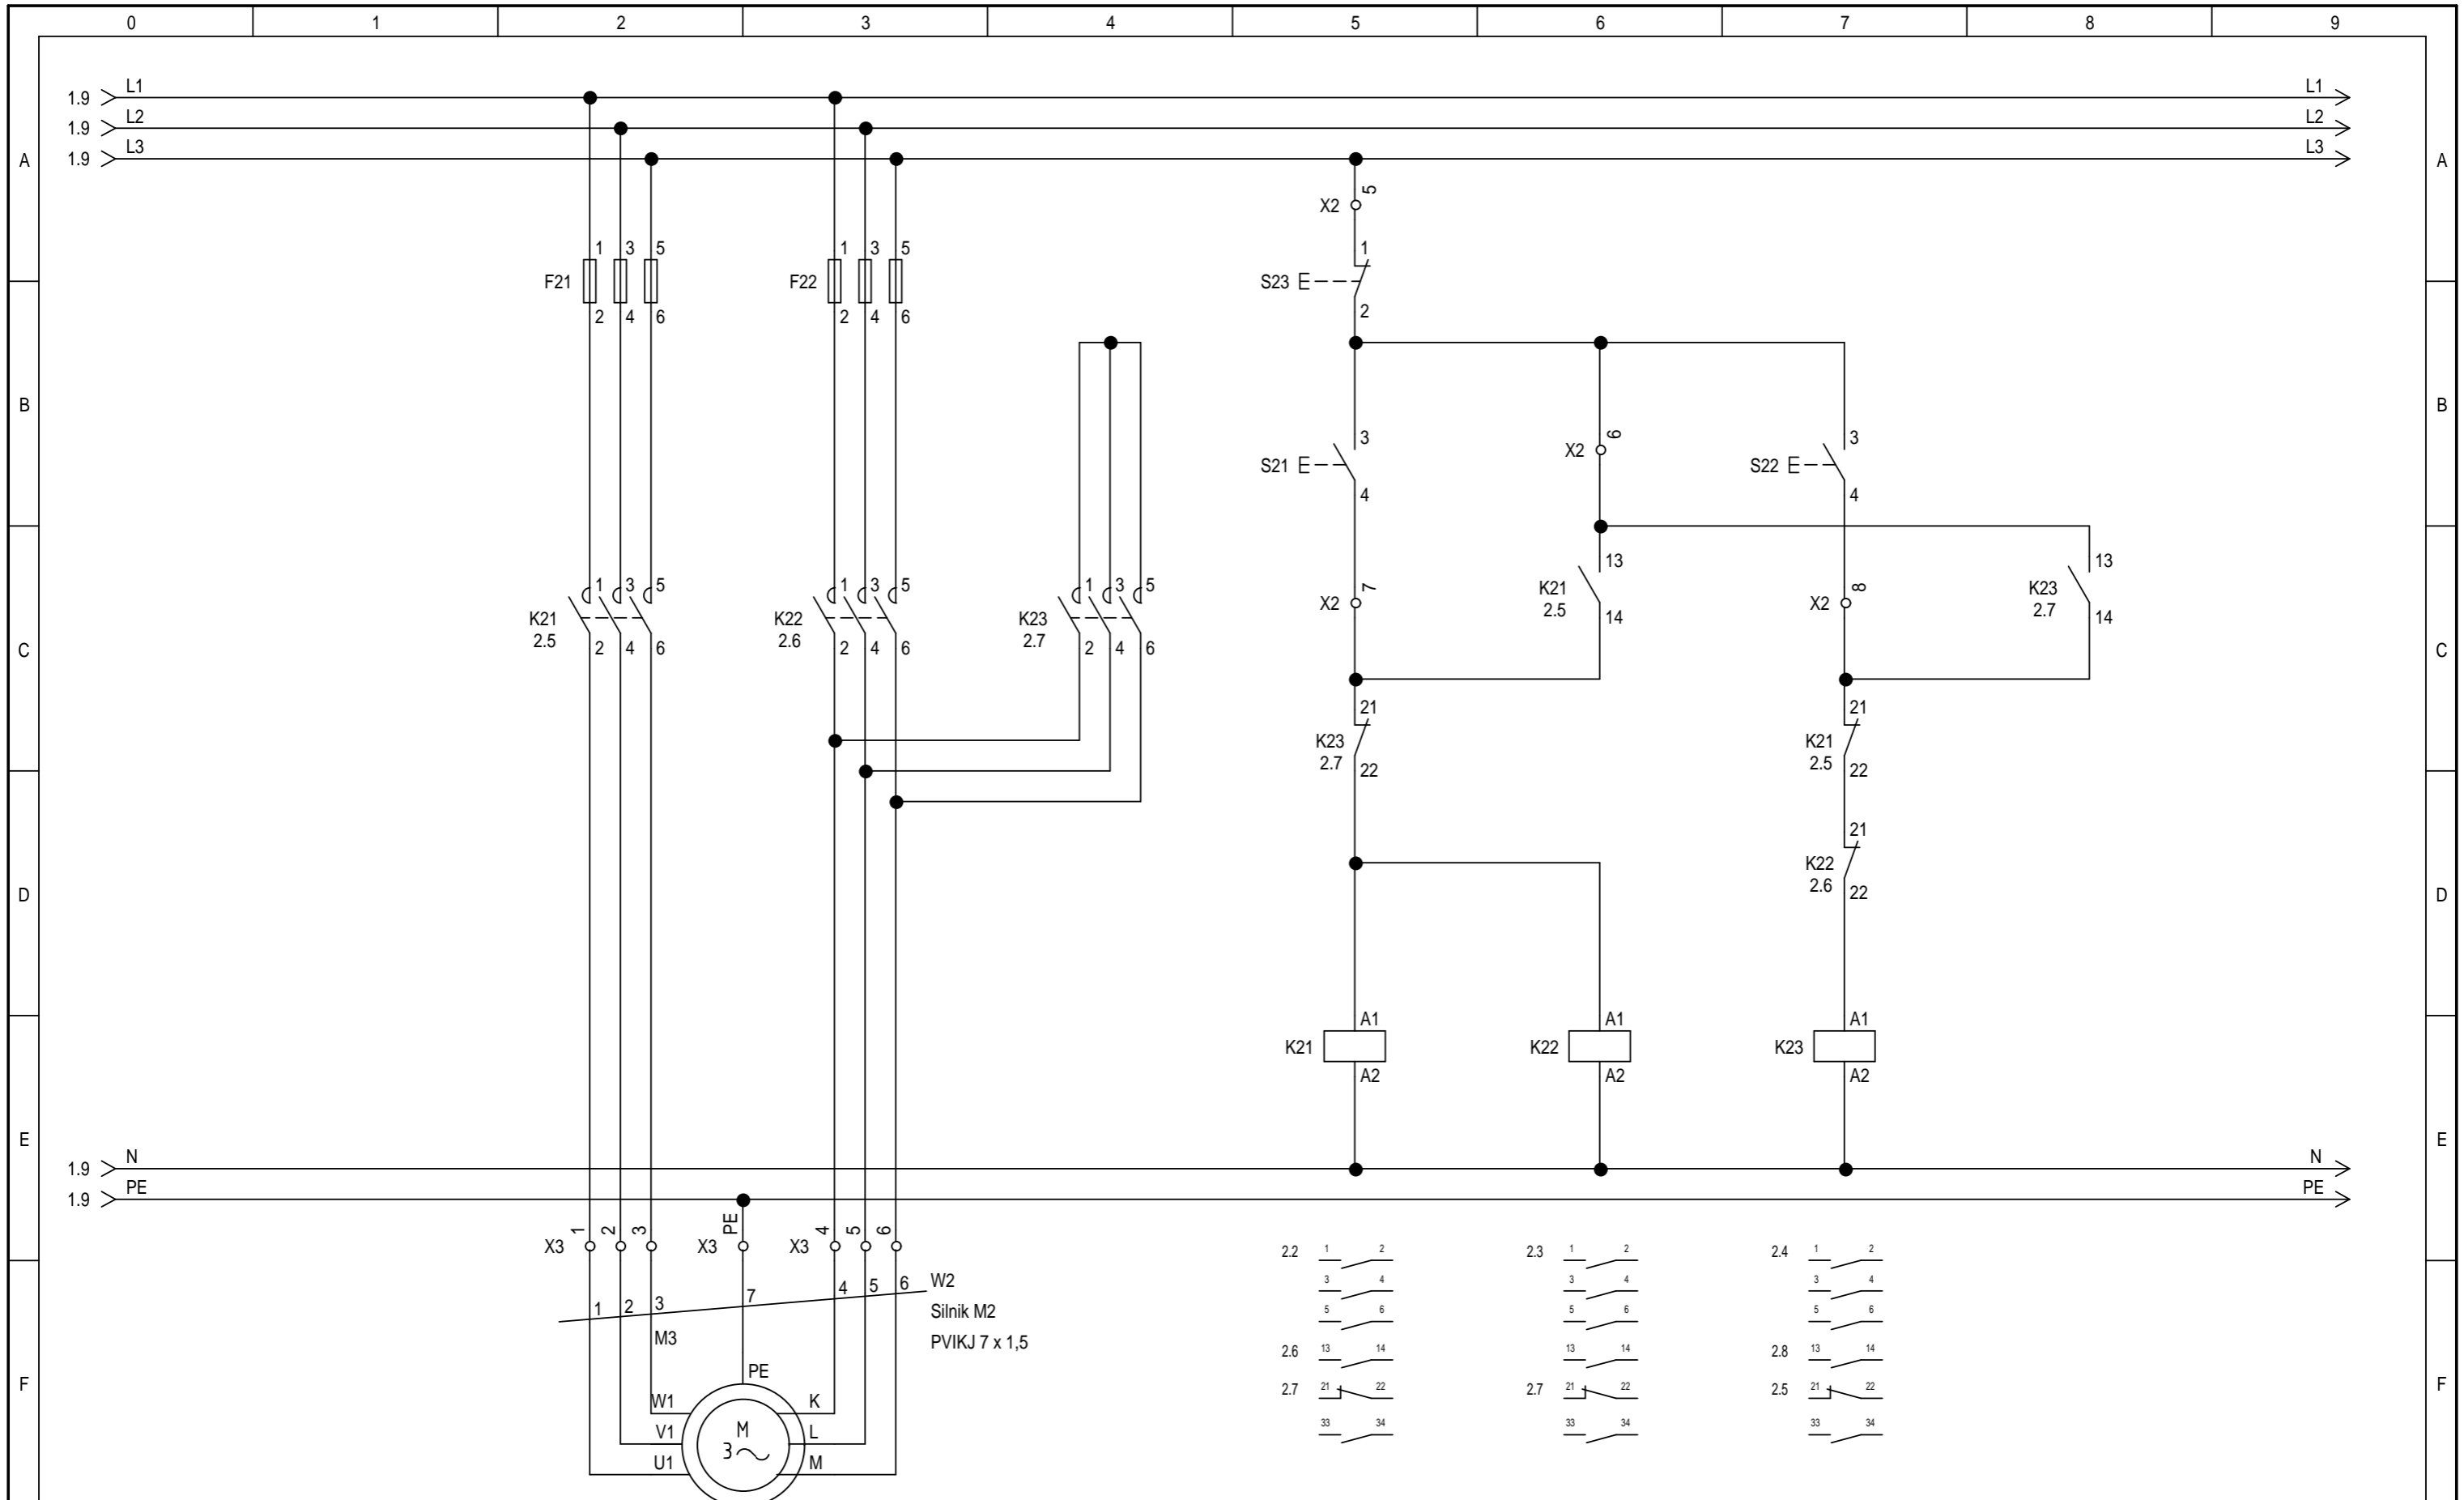 0 1 2 3 4 5 6 7 8 9
1.9 L1 L1
1.9 L2 L2
A 1.9 L3 L3 A
5
X2
1 3 5 1 3 5 1
F21 F22 S23
2 4 6 2 4 6 2
B B
3 6 3
S21 X2 S22
4 4
13 13
1 3 5 1 3 5 1 3 5 7 K21 8 K23
K21 K22 K23 X2 2.5 X2 2.7
2.5 2.6 2.7 14 14
2 4 6 2 4 6 2 4 6
C C
21 21
K23 K21
2.7 2.5
22 22
21
K22
2.6
22
D D
A1 A1 A1
K21 K22 K23
A2 A2 A2
E E
1.9 N N
1.9 PE PE
1 2 3 PE 4 5 6
X3 X3 X3
2.2 1 2 2.3 1 2 2.4 1 2
3 4 3 4 3 4
5 6 5 6 5 6
2.6 13 14 13 14 2.8 13 14
2.7 21 22 2.7 21 22 2.5 21 22
33 34 33 34 33 34
1 2 3 7 4 5 6 W2
Silnik M2
M3
PVIKJ 7 x 1,5
PE
F F
W1 K
M
V1 L
3
U1 M